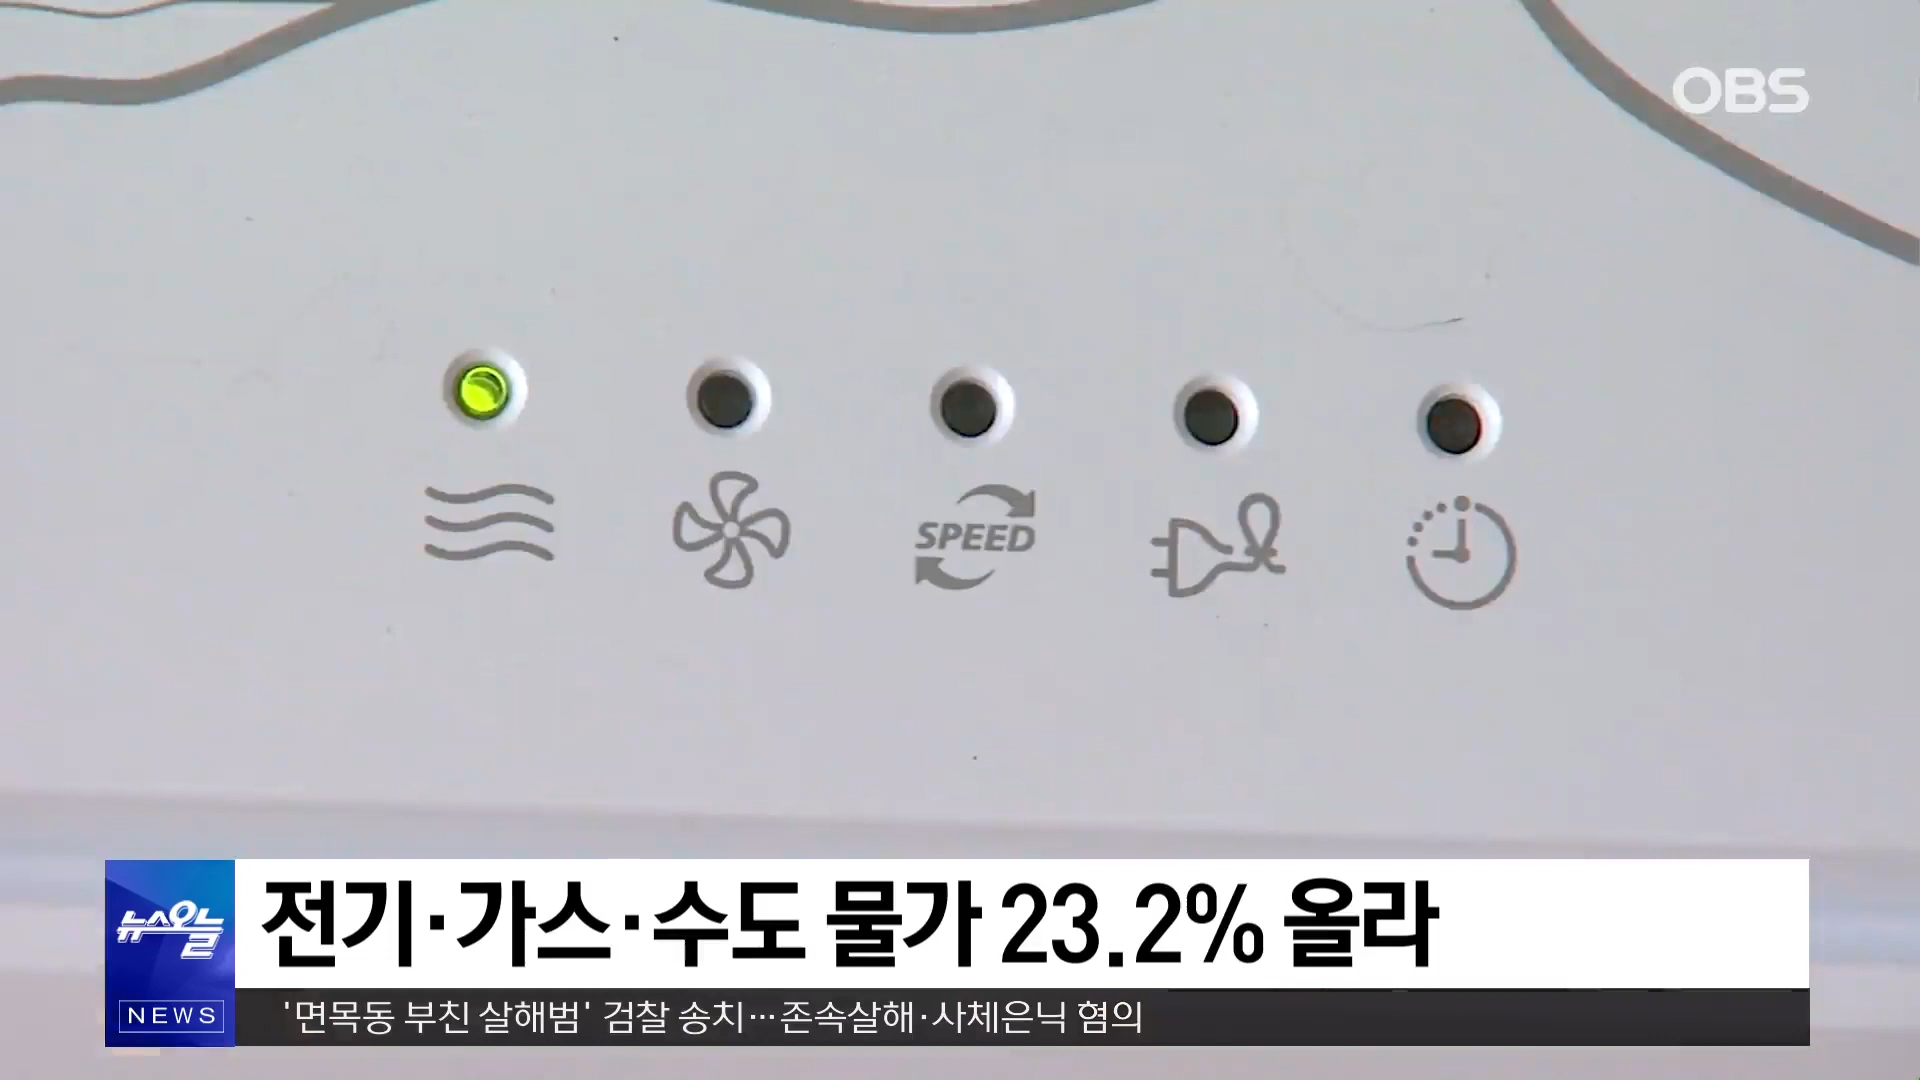 OBS
SPEED
뉴스오늘
NEWS
전기·가스·수도 물가 23.2% 올라
'면목동 부친 살해범' 검찰 송치…존속살해·사체은닉 혐의